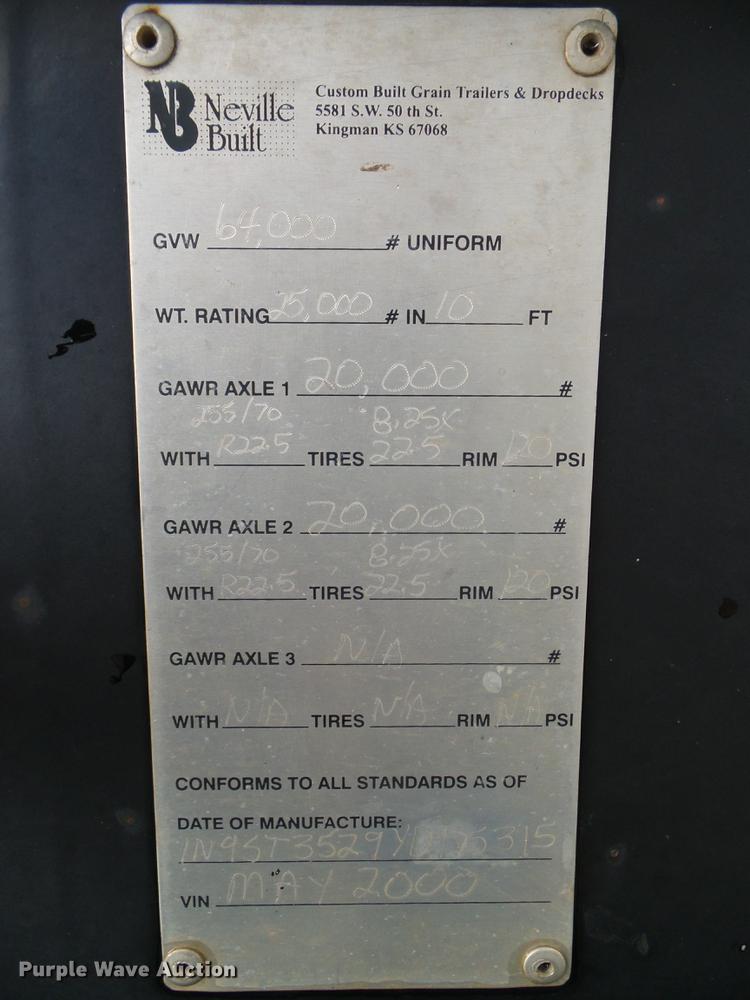 NB Neville Built
Custom Built Grain Trailers & Dropdecks
5581 S.W. 50 th St.
Kingman KS 67068
GVW 64,000 # UNIFORM
WT. RATING 25,000 # IN 10 FT
GAWR AXLE 1 20,000 #
255/70 8.25X
WITH R22.5 TIRES 22.5 RIM 120 PSI
GAWR AXLE 2 20,000 #
255/70 8.25X
WITH R22.5 TIRES 22.5 RIM 120 PSI
GAWR AXLE 3 N/A #
WITH N/A TIRES N/A RIM N/A PSI
CONFORMS TO ALL STANDARDS AS OF
DATE OF MANUFACTURE:
VIN MAY 2000
Purple Wave Auction